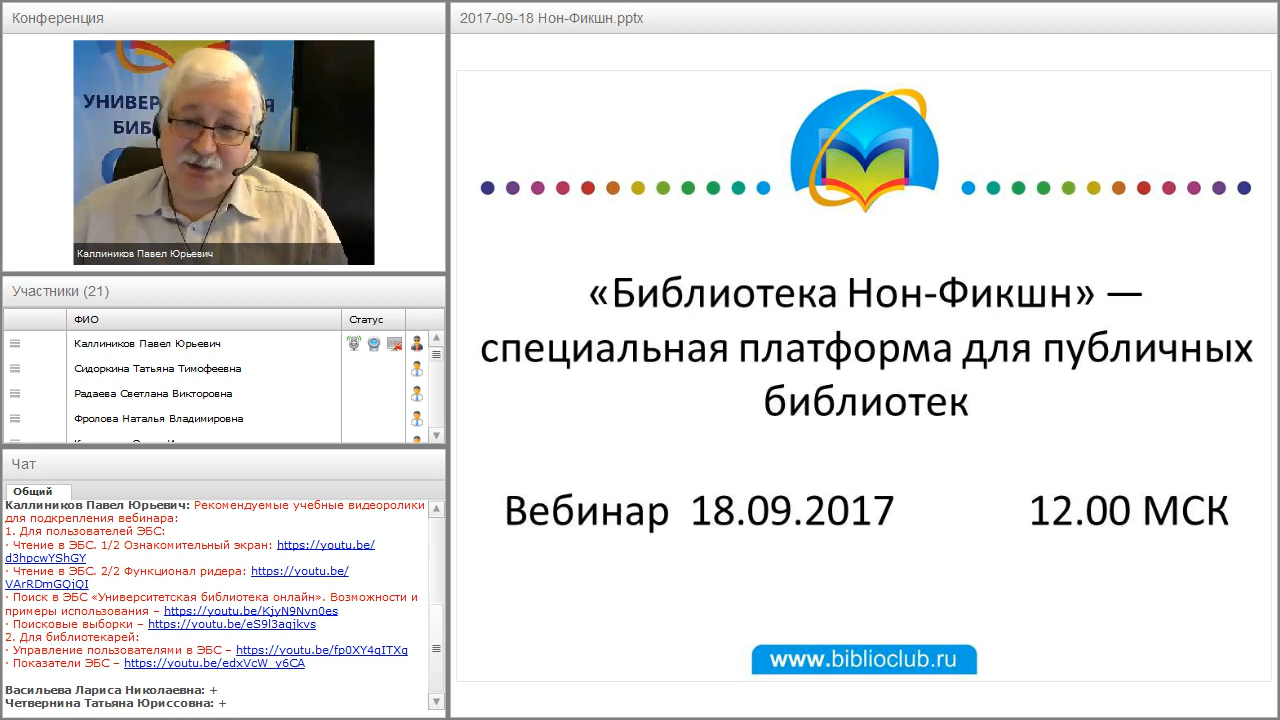 Конференция
УНИВЕР
Я
БИБ
Каллиников Павел Юрьевич
Участники (21)
ФИО
Статус
Каллиников Павел Юрьевич
Сидоркина Татьяна Тимофеевна
Радаева Светлана Викторовна
Фролова Наталья Владимировна
Чат
Общий
Каллиников Павел Юрьевич: Рекомендуемые учебные видеоролики
для подкрепления вебинара:
1. Для пользователей ЭБС:
· Чтение в ЭБС. 1/2 Ознакомительный экран: https://youtu.be/
d3hpcwYShGY
· Чтение в ЭБС. 2/2 Функционал ридера: https://youtu.be/
VArRDmGQjQI
· Поиск в ЭБС «Университетская библиотека онлайн». Возможности и
примеры использования – https://youtu.be/KjyN9Nvn0es
· Поисковые выборки – https://youtu.be/eS9l3aqjkvs
2. Для библиотекарей:
· Управление пользователями в ЭБС – https://youtu.be/fp0XY4qITXg
· Показатели ЭБС – https://youtu.be/edxVcW_y6CA
Васильева Лариса Николаевна: +
Четвернина Татьяна Юриссовна: +
2017-09-18 Нон-Фикшн.pptx
«Библиотека Нон-Фикшн» —
специальная платформа для публичных
библиотек
Вебинар 18.09.2017 12.00 МСК
www.biblioclub.ru